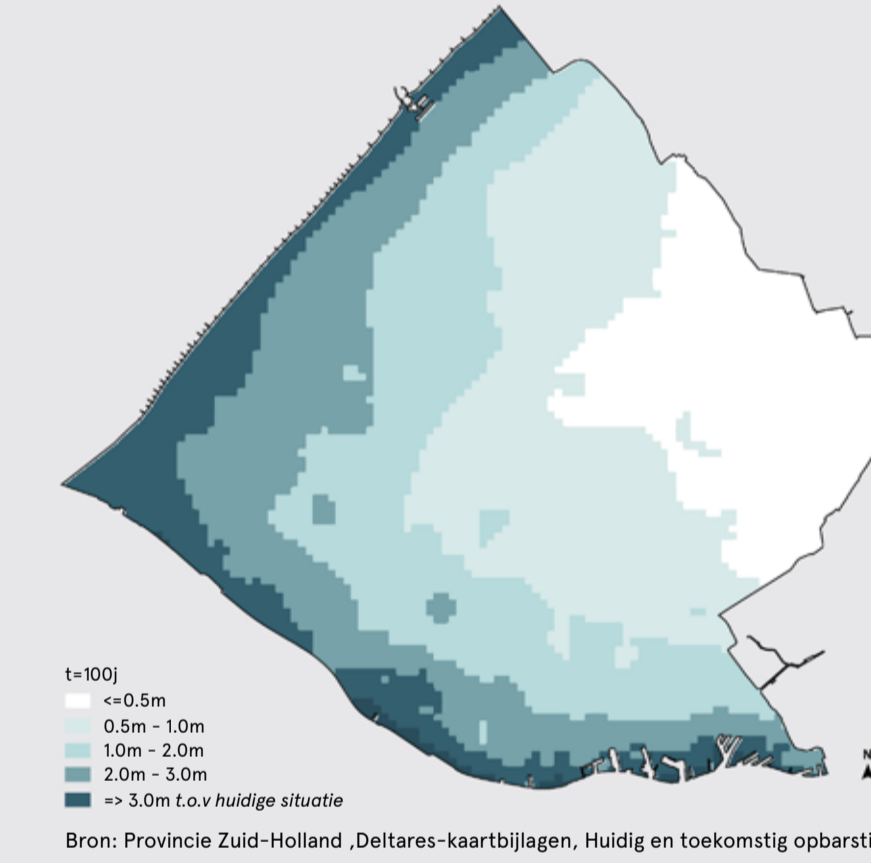 t=100j
<=0.5m
0.5m - 1.0m
1.0m - 2.0m
2.0m - 3.0m
=> 3.0m t.o.v huidige situatie
N
Bron: Provincie Zuid-Holland ,Deltares-kaartbijlagen, Huidig en toekomstig opbarsti